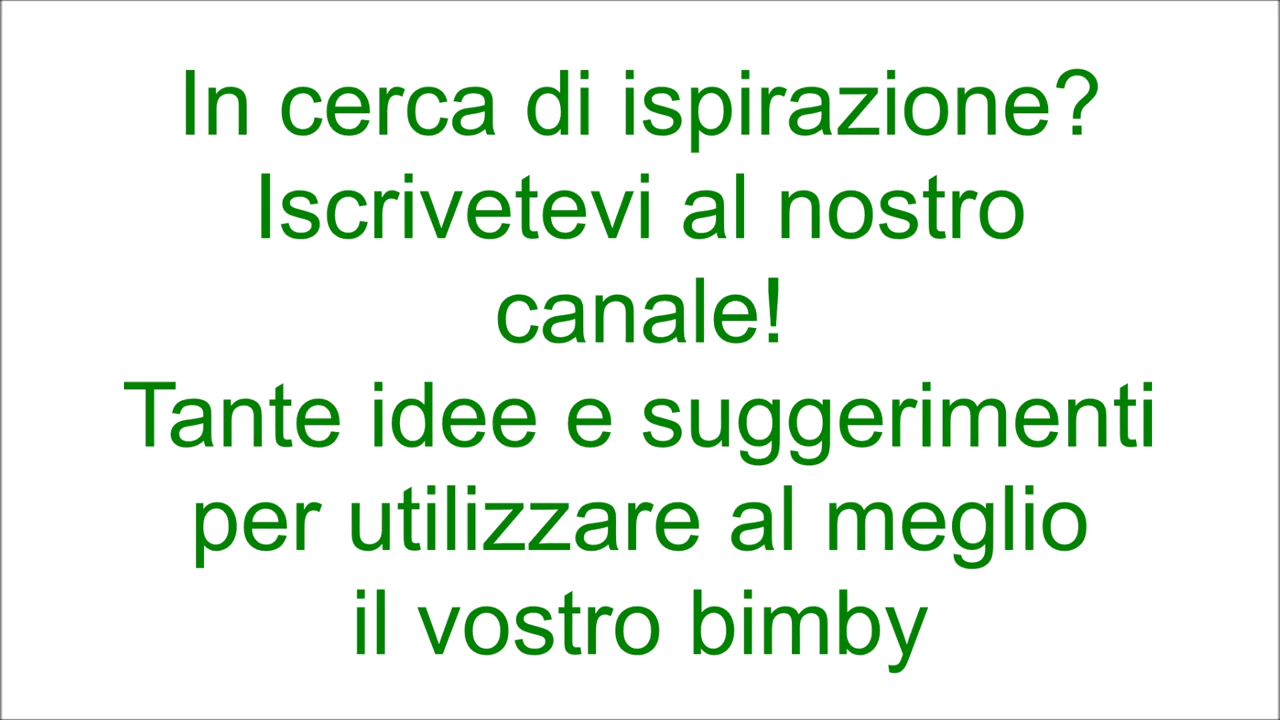 In cerca di ispirazione?
Iscrivetevi al nostro
canale!
Tante idee e suggerimenti
per utilizzare al meglio
il vostro bimby